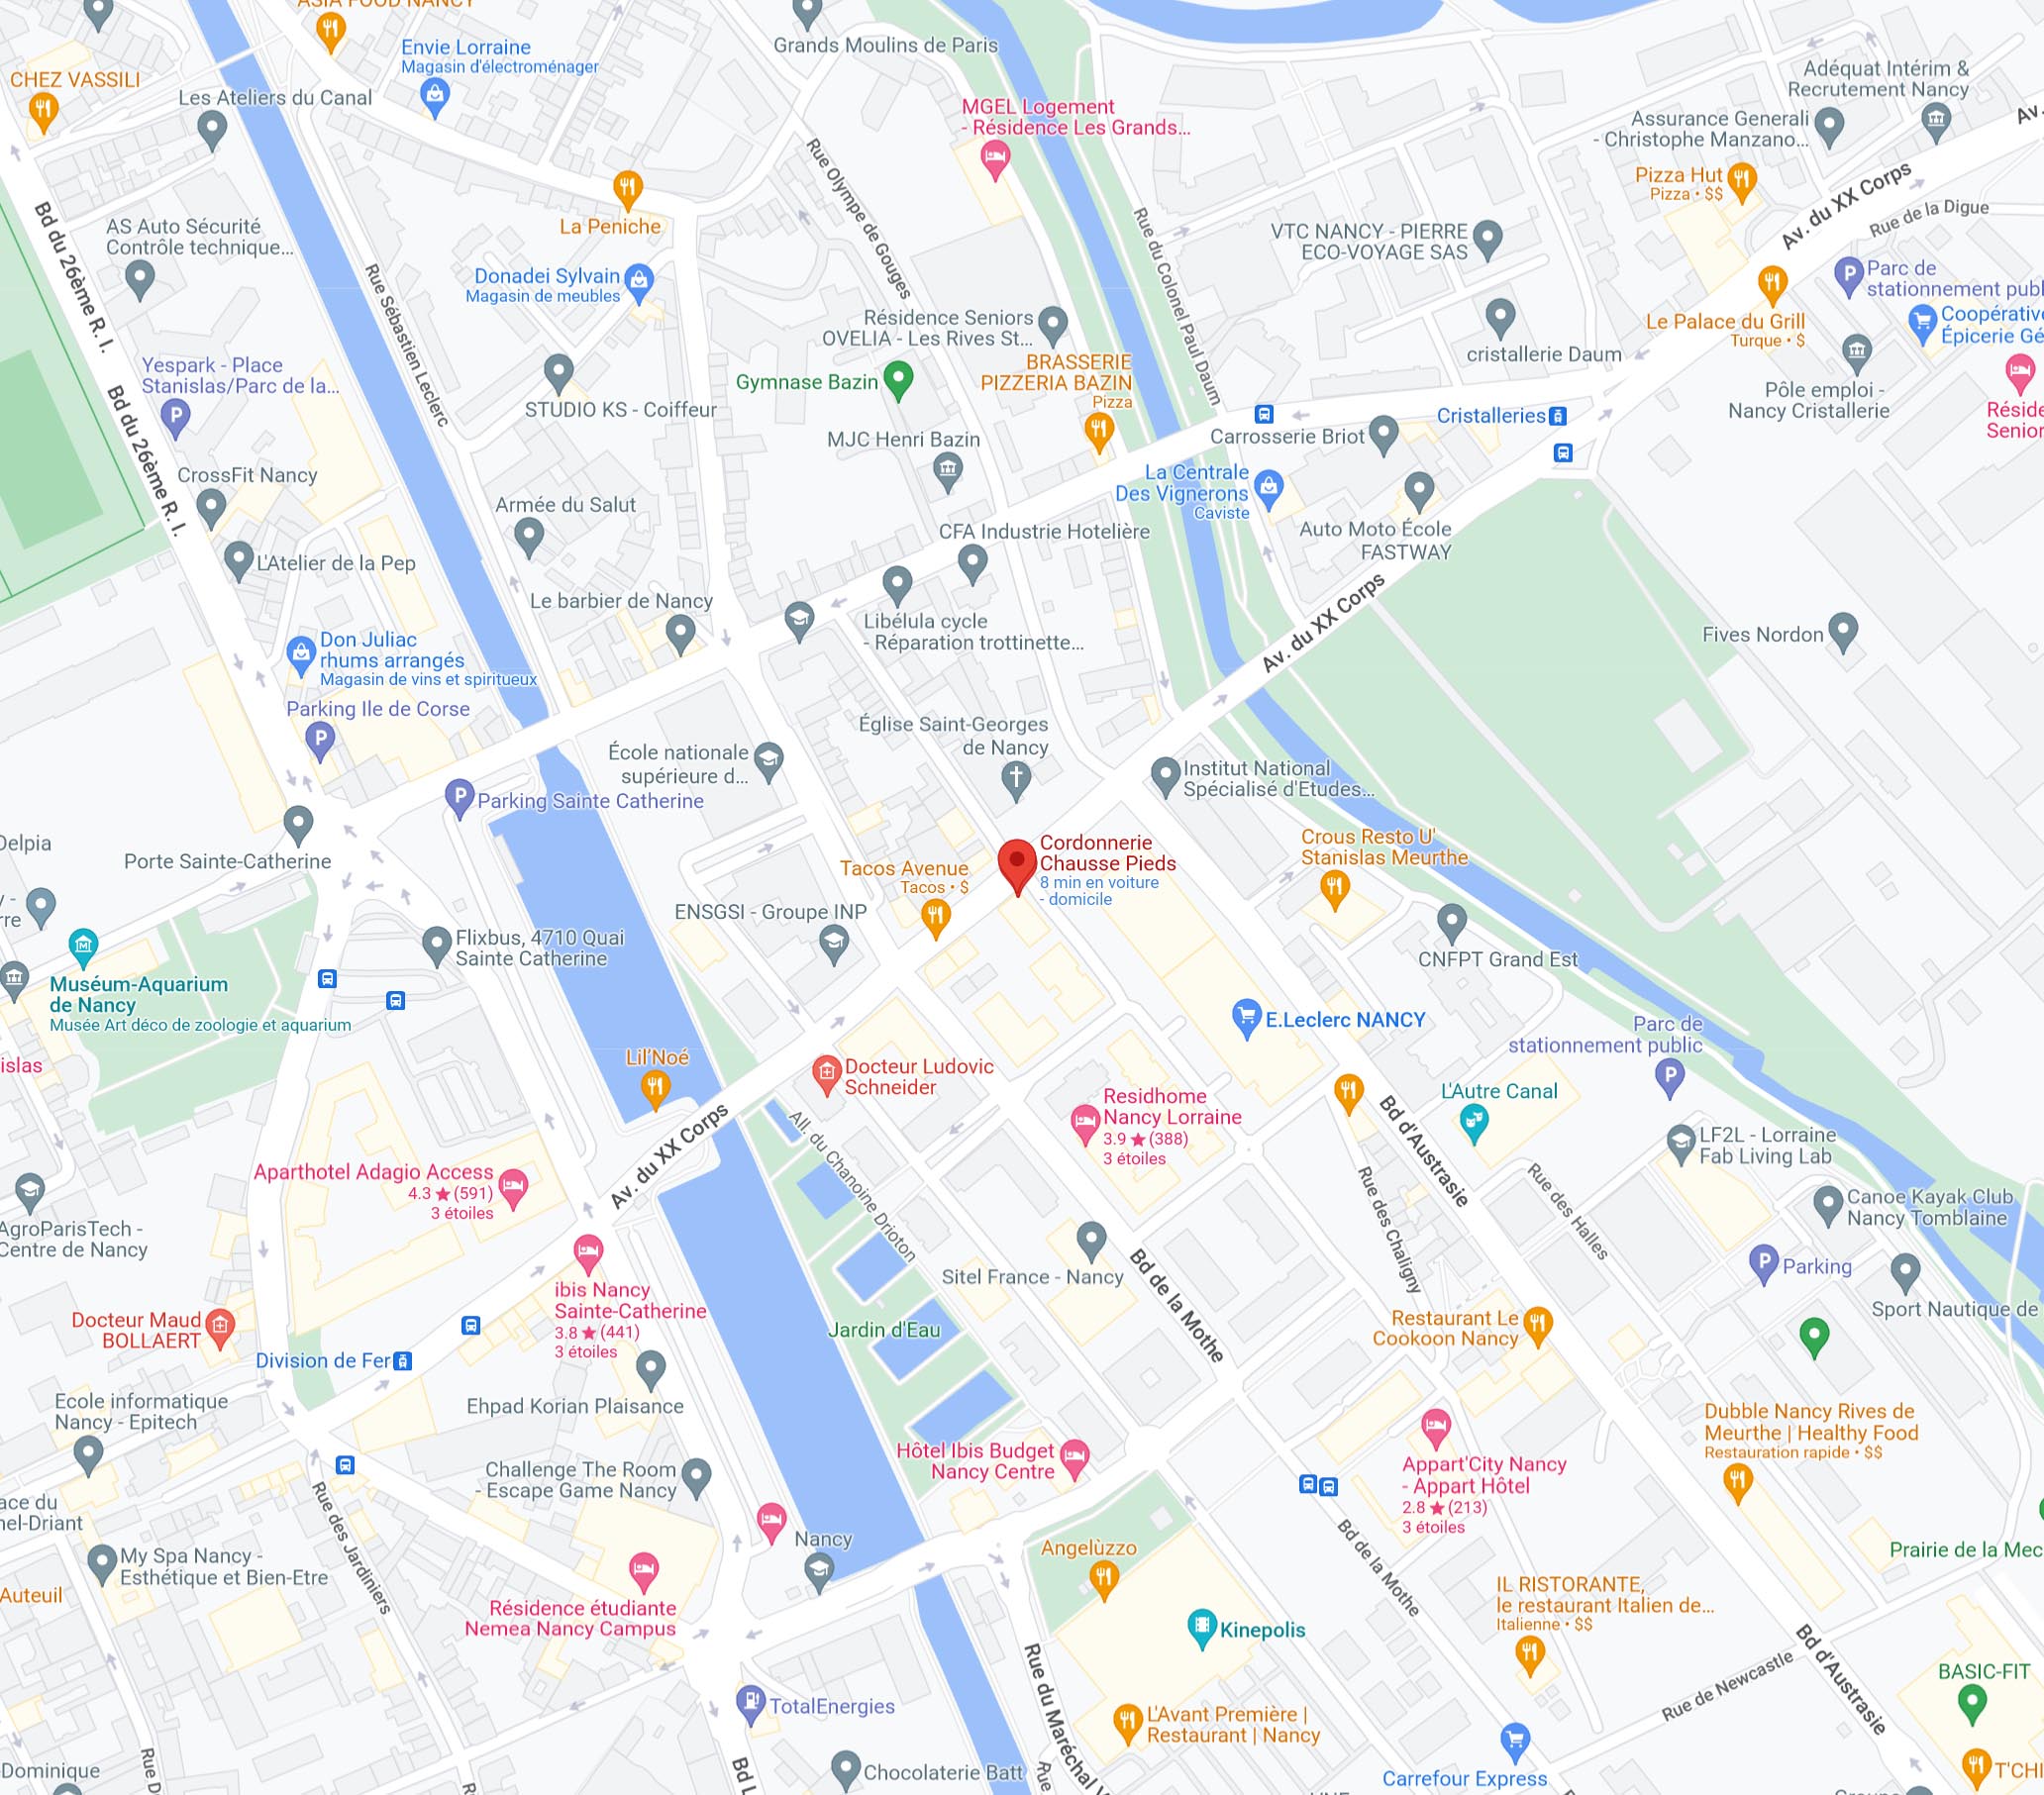 ASIA FOOD NANCY
Envie Lorraine
Magasin d'électroménager
Grands Moulins de Paris
CHEZ VASSILI
Les Ateliers du Canal
Adéquat Intérim &
Recrutement Nancy
Av.
MGEL Logement
- Résidence Les Grands...
Assurance Generali
- Christophe Manzano...
Rue Olympe de Gouges
Pizza Hut
Pizza • $$
Av. du XX Corps
Rue de la Digue
Bd du 26ème R. I.
AS Auto Sécurité
Contrôle technique...
La Peniche
Rue du Colonel Paul Daum
VTC NANCY - PIERRE
ECO-VOYAGE SAS
Rue Sébastien Leclerc
Donadei Sylvain
Magasin de meubles
Parc de
stationnement publ
Résidence Seniors
OVELIA - Les Rives St...
Le Palace du Grill
Turque • $
Coopérative
Épicerie Gé
cristallerie Daum
Yespark - Place
Stanislas/Parc de la...
BRASSERIE
PIZZERIA BAZIN
Pizza
Gymnase Bazin
Pôle emploi -
Nancy Cristallerie
Réside
Senior
Bd du 26ème R. I.
STUDIO KS - Coiffeur
Cristalleries
Carrosserie Briot
MJC Henri Bazin
CrossFit Nancy
La Centrale
Des Vignerons
Caviste
Armée du Salut
CFA Industrie Hotelière
Auto Moto École
FASTWAY
L'Atelier de la Pep
Le barbier de Nancy
Libélula cycle
- Réparation trottinette...
Av. du XX Corps
Fives Nordon
Don Juliac
rhums arrangés
Magasin de vins et spiritueux
Parking Ile de Corse
Église Saint-Georges
de Nancy
École nationale
supérieure d...
Institut National
Spécialisé d'Etudes...
Parking Sainte Catherine
Delpia
Porte Sainte-Catherine
Cordonnerie
Chausse Pieds
8 min en voiture
- domicile
Crous Resto U'
Stanislas Meurthe
Tacos Avenue
Tacos • $
y -
rre
ENSGSI - Groupe INP
Flixbus, 4710 Quai
Sainte Catherine
CNFPT Grand Est
Muséum-Aquarium
de Nancy
Musée Art déco de zoologie et aquarium
E.Leclerc NANCY
Parc de
stationnement public
islas
Lil'Noé
Docteur Ludovic
Schneider
L'Autre Canal
Residhome
Nancy Lorraine
3.9 ★ (388)
3 étoiles
Av. du XX Corps
All. du Chanoine Drioton
Bd d'Austrasie
LF2L - Lorraine
Fab Living Lab
Aparthotel Adagio Access
4.3 ★ (591)
3 étoiles
Rue des Chaligny
Rue des Halles
Canoe Kayak Club
Nancy Tomblaine
AgroParisTech -
Centre de Nancy
Sitel France - Nancy
Bd de la Mothe
Parking
ibis Nancy
Sainte-Catherine
3.8 ★ (441)
3 étoiles
Sport Nautique de
Docteur Maud
BOLLAERT
Jardin d'Eau
Restaurant Le
Cookoon Nancy
Division de Fer
Ecole informatique
Nancy - Epitech
Ehpad Korian Plaisance
Dubble Nancy Rives de
Meurthe | Healthy Food
Restauration rapide • $$
Hôtel Ibis Budget
Nancy Centre
Appart'City Nancy
- Appart Hôtel
2.8 ★ (213)
3 étoiles
Challenge The Room
- Escape Game Nancy
ace du
nel-Driant
Rue des Jardiniers
Nancy
Bd de la Mothe
Angelùzzo
Prairie de la Mec
My Spa Nancy -
Esthétique et Bien-Etre
Auteuil
IL RISTORANTE,
le restaurant Italien de...
Italienne • $$
Résidence étudiante
Nemea Nancy Campus
Kinepolis
Bd d'Austrasie
Rue de Newcastle
BASIC-FIT
TotalEnergies
Rue du Maréchal
L'Avant Première |
Restaurant | Nancy
Dominique
Rue D
Bd L
Chocolaterie Batt
Rue
Carrefour Express
T'CHI